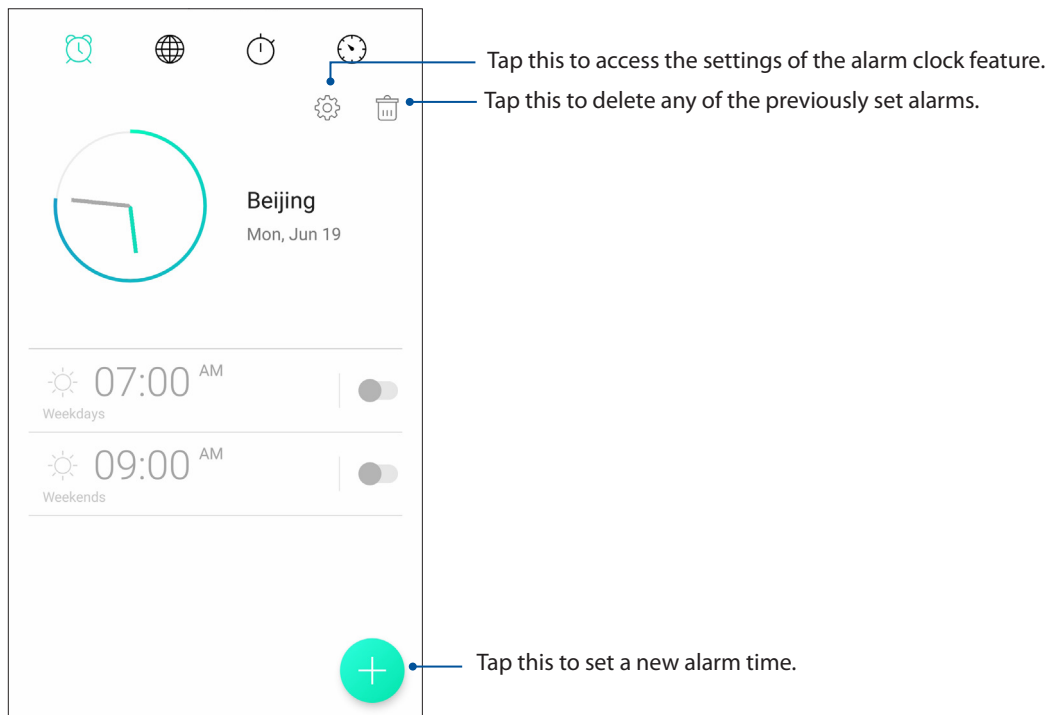 Tap this to access the settings of the alarm clock feature.
Tap this to delete any of the previously set alarms.
Beijing
Mon, Jun 19
07:00 AM
Weekdays
09:00 AM
Weekends
Tap this to set a new alarm time.